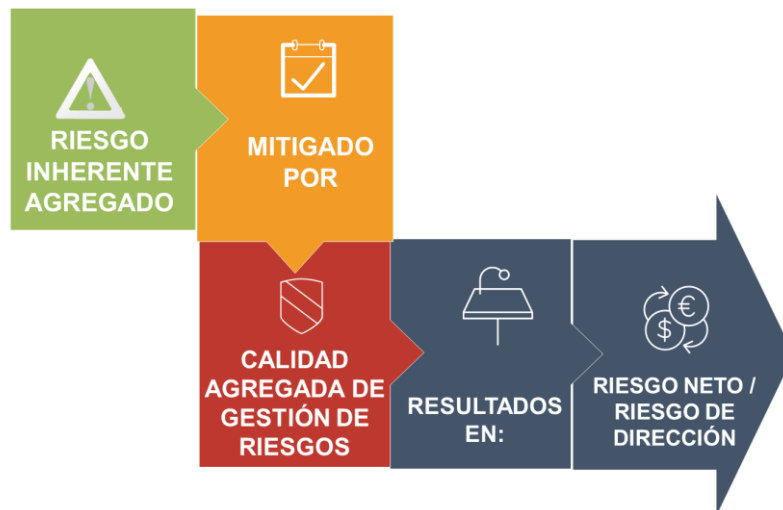 RIESGO
INHERENTE
AGREGADO
MITIGADO
POR
CALIDAD
AGREGADA DE
GESTIÓN DE
RIESGOS
RESULTADOS
EN:
€
$
RIESGO NETO /
RIESGO DE
DIRECCIÓN